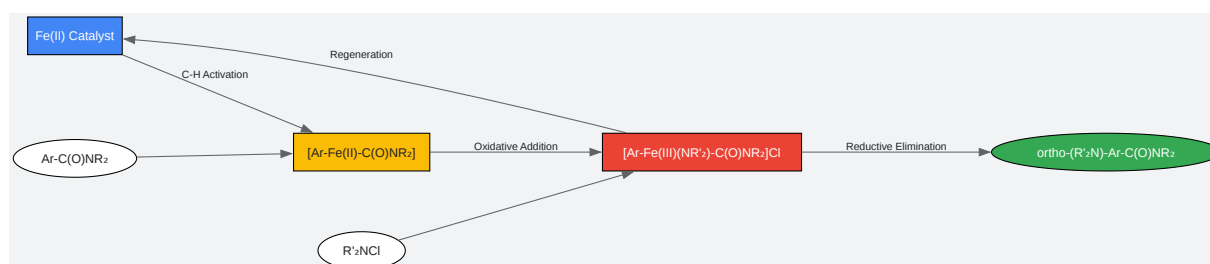 Fe(II) Catalyst
Regeneration
C-H Activation
Ar-C(O)NR₂
[Ar-Fe(II)-C(O)NR₂]
Oxidative Addition
[Ar-Fe(III)(NR'₂)-C(O)NR₂]Cl
Reductive Elimination
ortho-(R'₂N)-Ar-C(O)NR₂
R'₂NCl